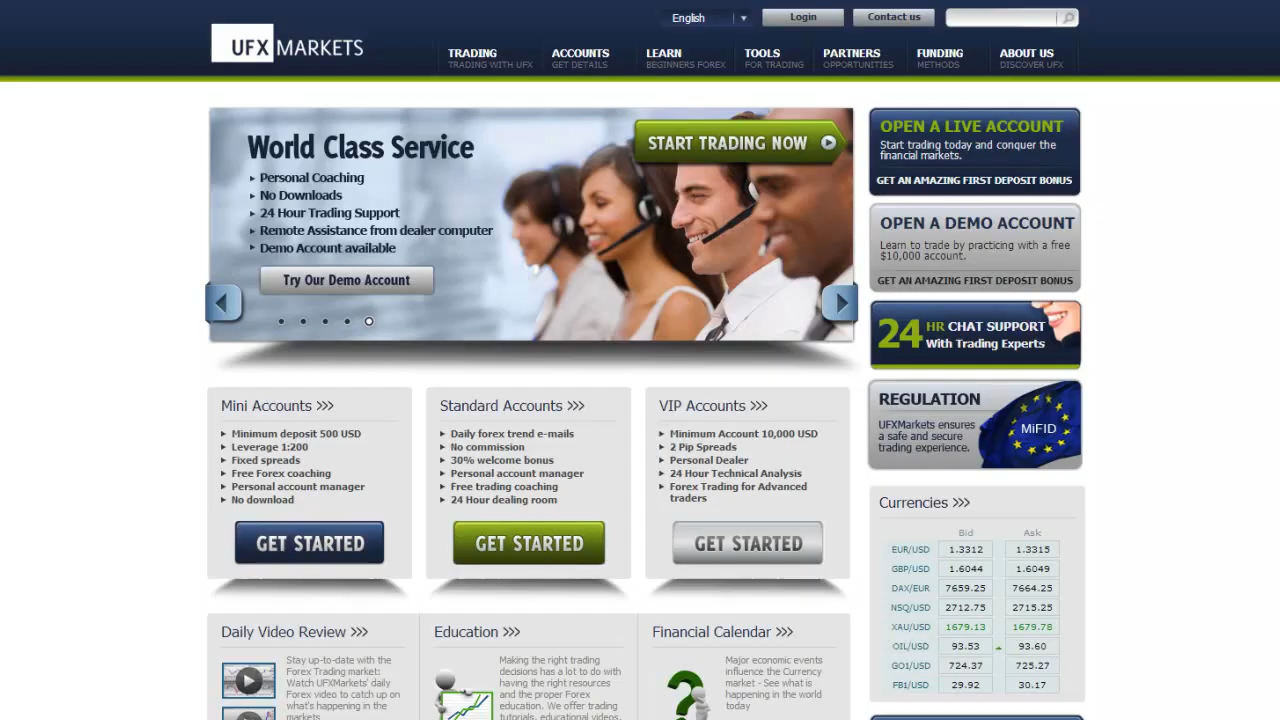 English
Login
Contact us
UFX MARKETS
TRADING
TRADING WITH UFX
ACCOUNTS
GET DETAILS
LEARN
BEGINNERS FOREX
TOOLS
FOR TRADING
PARTNERS
OPPORTUNITIES
FUNDING
METHODS
ABOUT US
DISCOVER UFX
World Class Service
Personal Coaching
No Downloads
24 Hour Trading Support
Remote Assistance from dealer computer
Demo Account available
Try Our Demo Account
START TRADING NOW
OPEN A LIVE ACCOUNT
Start trading today and conquer the
financial markets.
GET AN AMAZING FIRST DEPOSIT BONUS
OPEN A DEMO ACCOUNT
Learn to trade by practicing with a free
$10,000 account.
GET AN AMAZING FIRST DEPOSIT BONUS
24 HR CHAT SUPPORT
With Trading Experts
REGULATION
UFXMarkets ensures
a safe and secure
trading experience.
MiFID
Mini Accounts >>>
Minimum deposit 500 USD
Leverage 1:200
Fixed spreads
Free Forex coaching
Personal account manager
No download
GET STARTED
Standard Accounts >>>
Daily forex trend e-mails
No commission
30% welcome bonus
Personal account manager
Free trading coaching
24 Hour dealing room
GET STARTED
VIP Accounts >>>
Minimum Account 10,000 USD
2 Pip Spreads
Personal Dealer
24 Hour Technical Analysis
Forex Trading for Advanced
traders
GET STARTED
Currencies >>>
Bid Ask
EUR/USD 1.3312 1.3315
GBP/USD 1.6044 1.6049
DAX/EUR 7659.25 7664.25
NSQ/USD 2712.75 2715.25
XAU/USD 1679.13 1679.78
OIL/USD 93.53 93.60
GO1/USD 724.37 725.27
FB1/USD 29.92 30.17
Daily Video Review >>>
Stay up-to-date with the
Forex Trading market:
Watch UFXMarkets' daily
Forex video to catch up on
what's happening in the
markets
Education >>>
Making the right trading
decisions has a lot to do with
having the right resources
and the proper Forex
education. We offer trading
tutorials, educational videos,
Financial Calendar >>>
Major economic events
influence the Currency
market - See what is
happening in the world
today